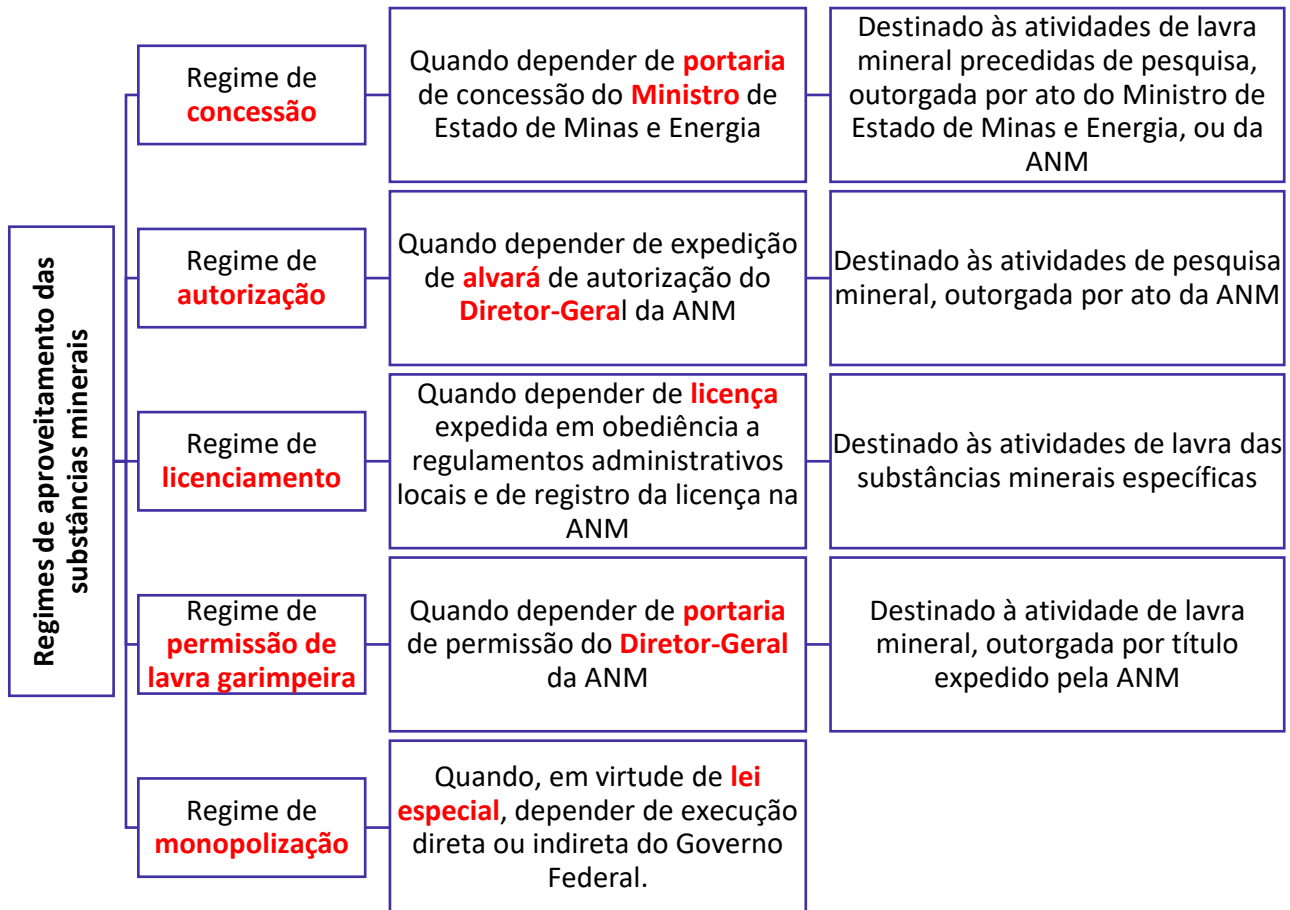 Regimes de aproveitamento das
substâncias minerais
Regime de
concessão
Quando depender de portaria
de concessão do Ministro de
Estado de Minas e Energia
Destinado às atividades de lavra
mineral precedidas de pesquisa,
outorgada por ato do Ministro de
Estado de Minas e Energia, ou da
ANM
Regime de
autorização
Quando depender de expedição
de alvará de autorização do
Diretor-Geral da ANM
Destinado às atividades de pesquisa
mineral, outorgada por ato da ANM
Regime de
licenciamento
Quando depender de licença
expedida em obediência a
regulamentos administrativos
locais e de registro da licença na
ANM
Destinado às atividades de lavra das
substâncias minerais específicas
Regime de
permissão de
lavra garimpeira
Quando depender de portaria
de permissão do Diretor-Geral
da ANM
Destinado à atividade de lavra
mineral, outorgada por título
expedido pela ANM
Regime de
monopolização
Quando, em virtude de lei
especial, depender de execução
direta ou indireta do Governo
Federal.